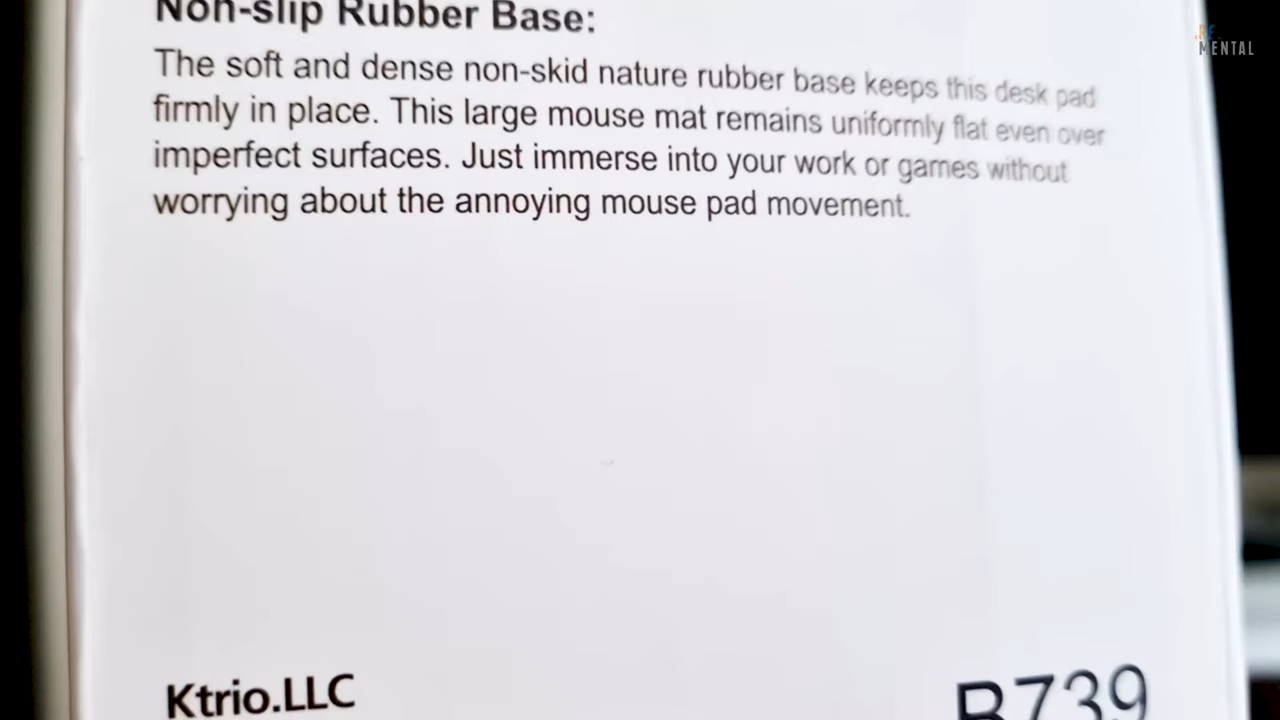 Non-slip Rubber Base:
The soft and dense non-skid nature rubber base keeps this desk pad
firmly in place. This large mouse mat remains uniformly flat even over
imperfect surfaces. Just immerse into your work or games without
worrying about the annoying mouse pad movement.
Ktrio.LLC
B739
.RE.
MENTAL